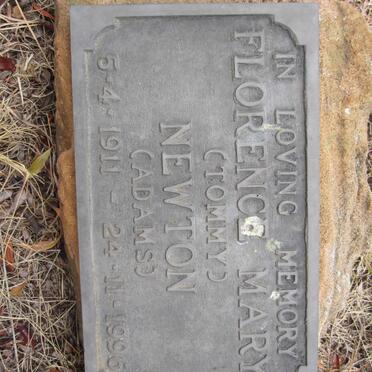 IN LOVING MEMORY
FLORENCE MARY
(TOMMY)
NEWTON
(ADAMS)
5·4·1911 – 24·11·1996